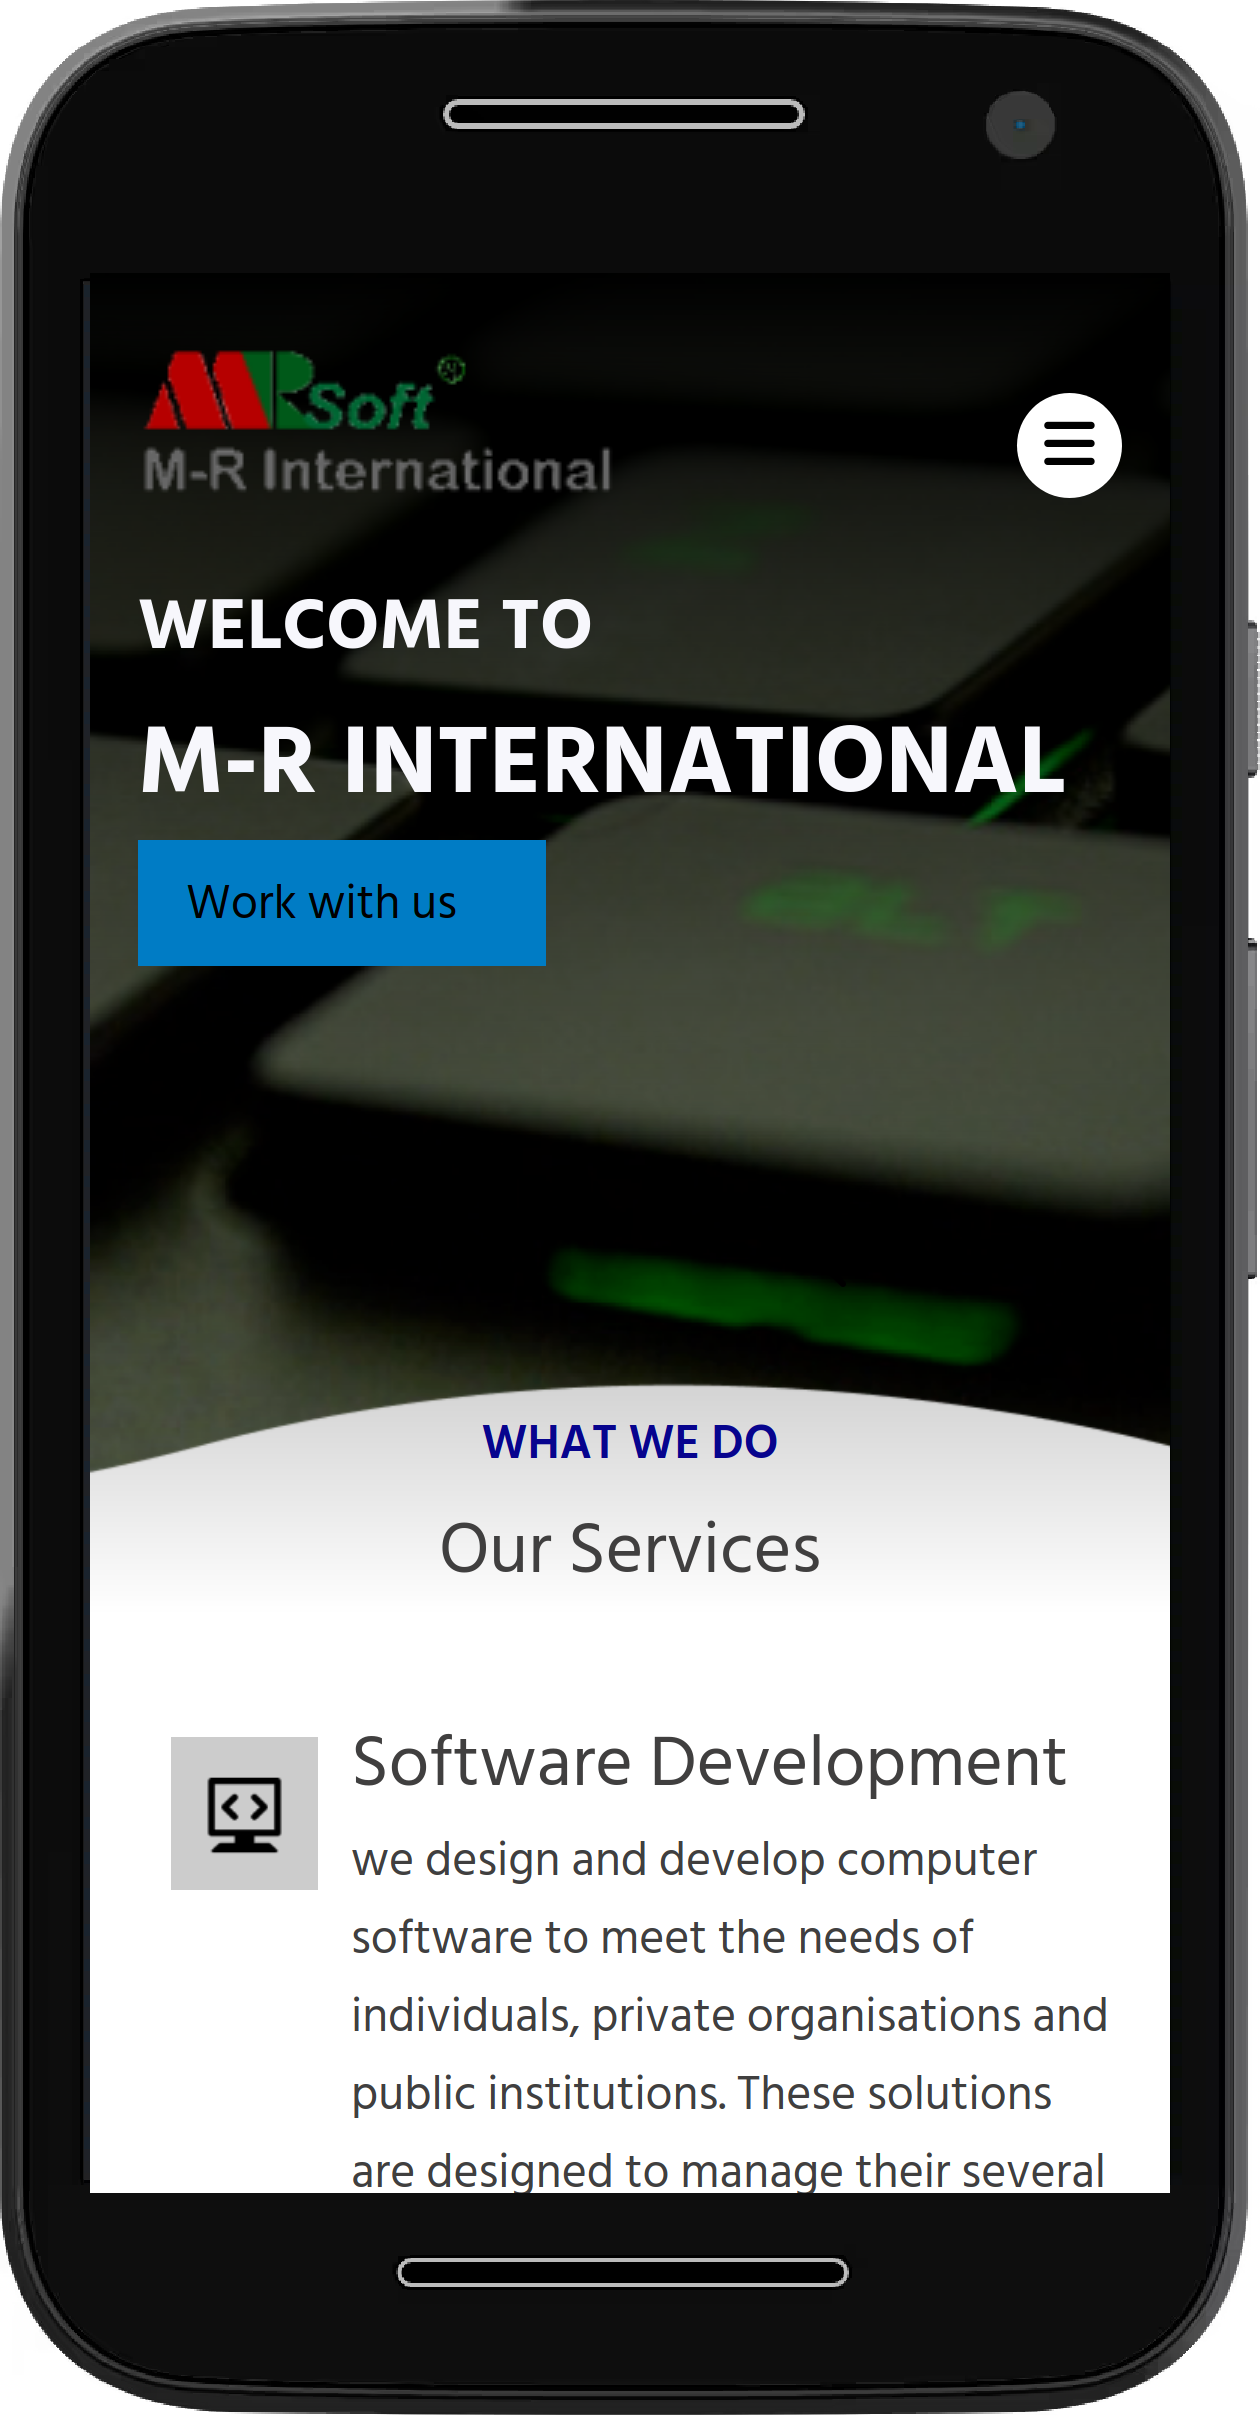 MRSoft
M-R International
WELCOME TO
M-R INTERNATIONAL
Work with us
WHAT WE DO
Our Services
Software Development
we design and develop computer
software to meet the needs of
individuals, private organisations and
public institutions. These solutions
are designed to manage their several